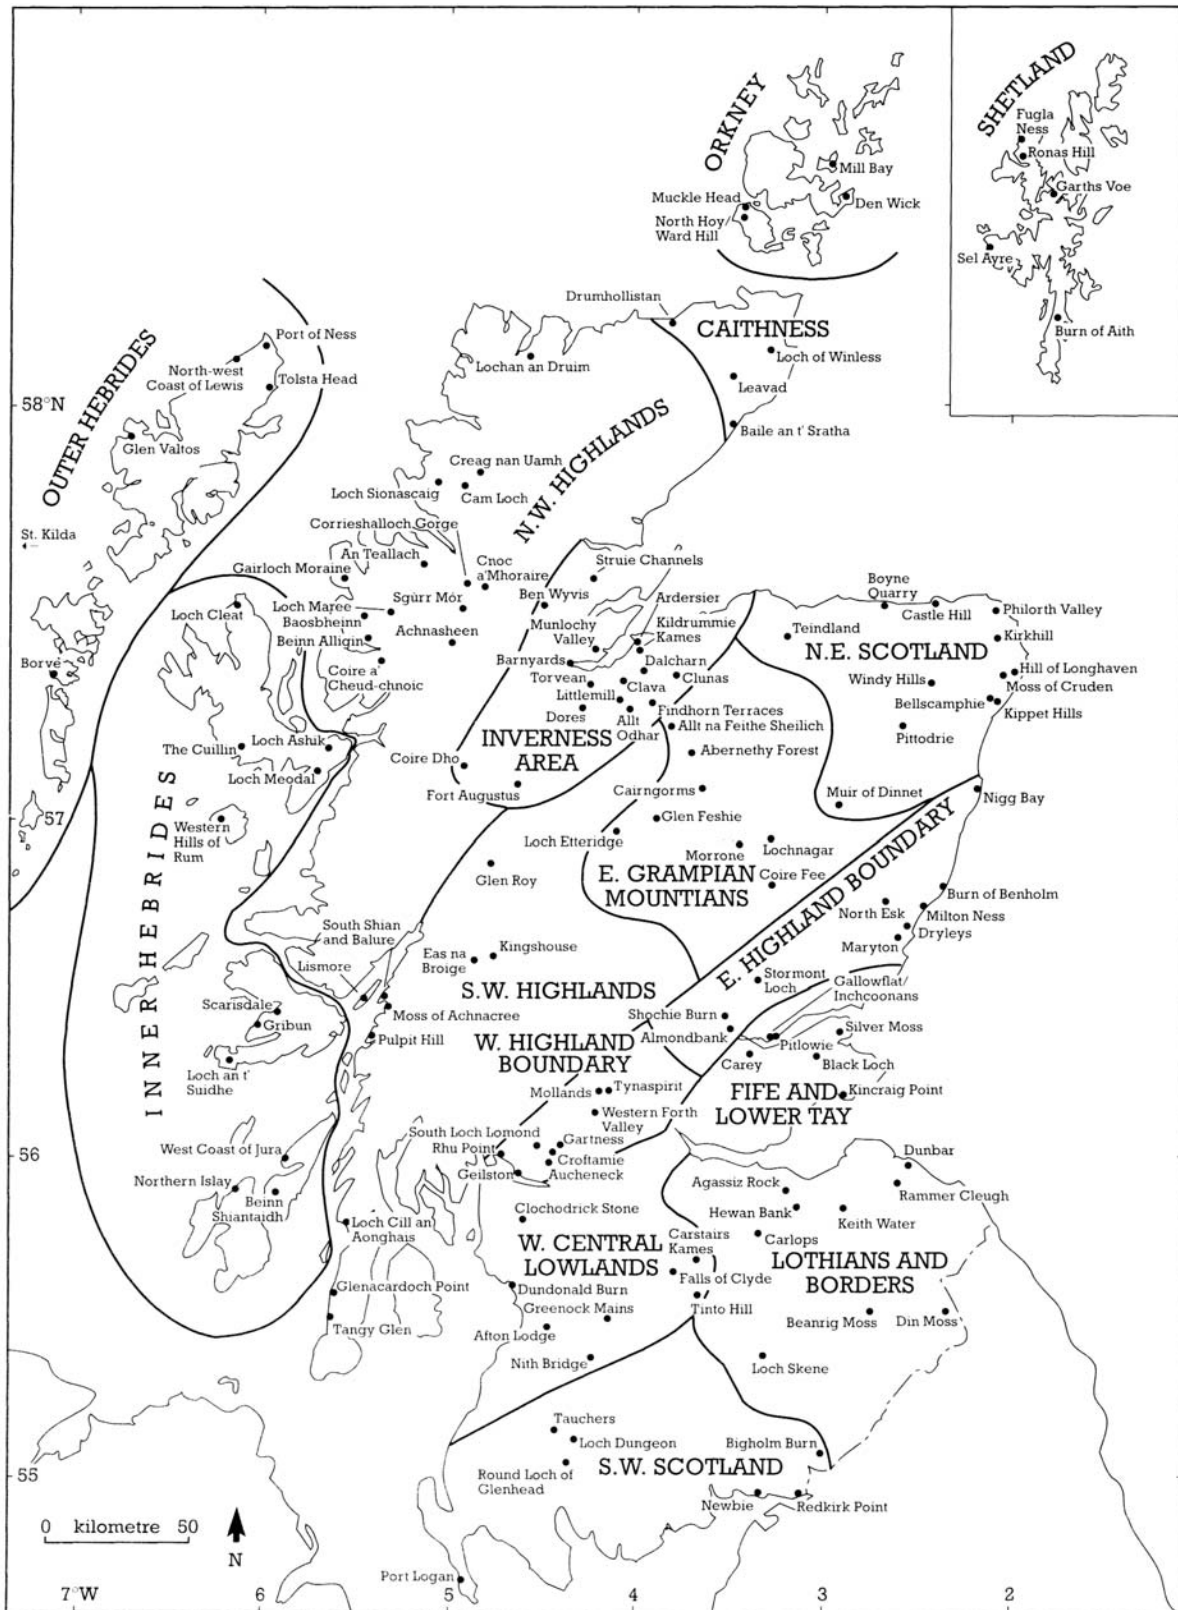 ORKNEY
Mill Bay
Muckle Head
Den Wick
North Hoy/
Ward Hill
SHETLAND
Fugla
Ness
Ronas Hill
Garths Voe
Sel Ayre
Burn of Aith
OUTER HEBRIDES
Port of Ness
North-west
Coast of Lewis
Tolsta Head
Glen Valtos
St. Kilda
Borve
58°N
Drumhollistan
CAITHNESS
Lochan an Druim
Loch of Winless
Leavad
Baile an t' Sratha
N.W. HIGHLANDS
Creag nan Uamh
Loch Sionascaig
Cam Loch
Corrieshalloch Gorge
An Teallach
Cnoc
a'Mhoraire
Gairloch Moraine
Sgùrr Mór
Loch Maree
Baosbheinn
Achnasheen
Beinn Alligin
Coire a'
Cheud-chnoic
Loch Cleat
The Cuillin
Loch Ashik
Loch Meodal
Struie Channels
Ben Wyvis
Ardersier
Munlochy
Valley
Kildrummie
Kames
Barnyards
Dalcharn
Torvean
Clava
Clunas
Littlemill
Findhorn Terraces
Dores
Allt
Odhar
Allt na Feithe Sheilich
INVERNESS
AREA
Abernethy Forest
Coire Dho
Fort Augustus
Boyne
Quarry
Castle Hill
Philorth Valley
Teindland
Kirkhill
N.E. SCOTLAND
Hill of Longhaven
Windy Hills
Moss of Cruden
Bellscamphie
Kippet Hills
Pittodrie
Muir of Dinnet
Nigg Bay
57
INNER HEBRIDES
Western
Hills of
Rum
Cairngorms
Glen Feshie
Loch Etteridge
Morrone
Lochnagar
E. GRAMPIAN
MOUNTIANS
Coire Fee
Glen Roy
E. HIGHLAND BOUNDARY
Burn of Benholm
North Esk
Milton Ness
Dryleys
Maryton
South Shian
and Balure
Kingshouse
Eas na
Broige
Lismore
S.W. HIGHLANDS
Stormont
Loch
Gallowflat/
Inchcoonans
Scarisdale
Gribun
Moss of Achnacree
Shochie Burn
Silver Moss
Pulpit Hill
Almondbank
Pitlowie
W. HIGHLAND
BOUNDARY
Carey
Black Loch
Loch an t'
Suidhe
Mollands
Tynaspirit
FIFE AND
LOWER TAY
Kincraig Point
Western Forth
Valley
56
West Coast of Jura
South Loch Lomond
Gartness
Rhu Point
Croftamie
Geilston
Aucheneck
Dunbar
Northern Islay
Beinn
Shiantaidh
Agassiz Rock
Rammer Cleugh
Clochodrick Stone
Hewan Bank
Keith Water
Loch Cill an
Aonghais
W. CENTRAL
LOWLANDS
Carstairs
Kames
Carlops
LOTHIANS AND
BORDERS
Falls of Clyde
Glenacardoch Point
Dundonald Burn
Greenock Mains
Tinto Hill
Tangy Glen
Afton Lodge
Beanrig Moss
Din Moss
Nith Bridge
Loch Skene
Tauchers
Loch Dungeon
Bigholm Burn
55
Round Loch of
Glenhead
S.W. SCOTLAND
Newbie
Redkirk Point
0 kilometre 50
N
Port Logan
7°W
6
5
4
3
2